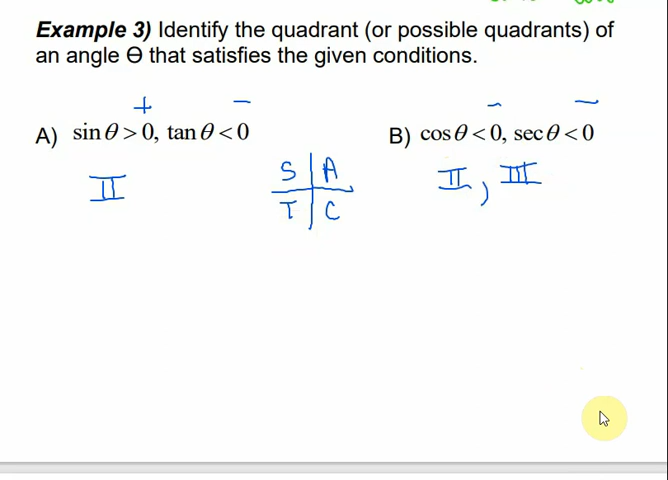 Example 3) Identify the quadrant (or possible quadrants) of
an angle Ө that satisfies the given conditions.
+ − − −
A) sin θ > 0, tan θ < 0 B) cos θ < 0, sec θ < 0
II S A II, III
T C